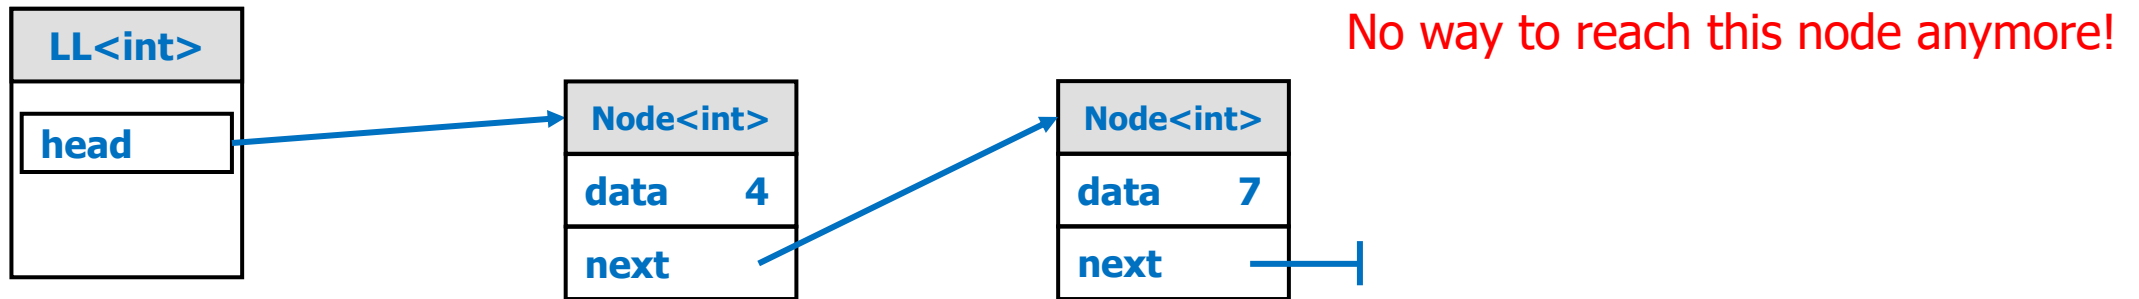 No way to reach this node anymore!
LL<int>
head
Node<int>
data 4
next
Node<int>
data 7
next